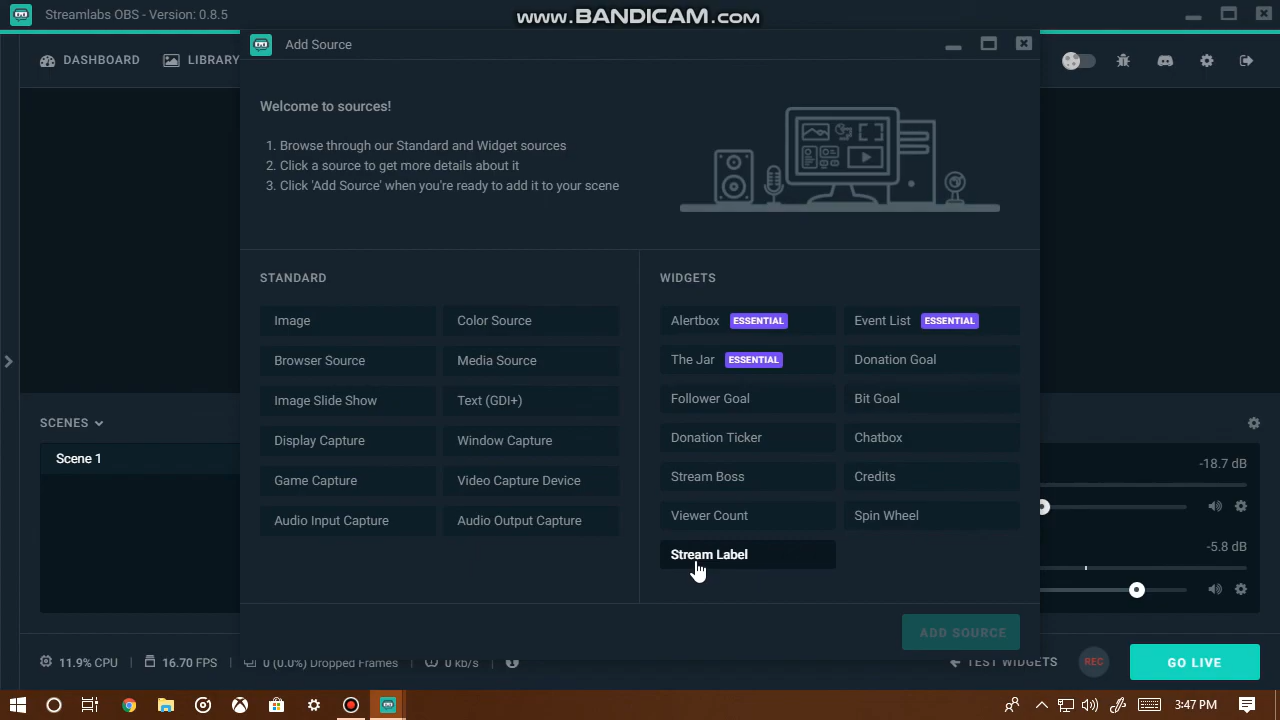 Streamlabs OBS - Version: 0.8.5
www.BANDICAM.com
Add Source
DASHBOARD
LIBRARY
Welcome to sources!
1. Browse through our Standard and Widget sources
2. Click a source to get more details about it
3. Click 'Add Source' when you're ready to add it to your scene
STANDARD
WIDGETS
Image
Color Source
Alertbox ESSENTIAL
Event List ESSENTIAL
Browser Source
Media Source
The Jar ESSENTIAL
Donation Goal
Image Slide Show
Text (GDI+)
Follower Goal
Bit Goal
Display Capture
Window Capture
Donation Ticker
Chatbox
Game Capture
Video Capture Device
Stream Boss
Credits
Audio Input Capture
Audio Output Capture
Viewer Count
Spin Wheel
Stream Label
SCENES
Scene 1
-18.7 dB
-5.8 dB
ADD SOURCE
11.9% CPU
16.70 FPS
0 (0.0%) Dropped Frames
0 kb/s
TEST WIDGETS
REC
GO LIVE
3:47 PM